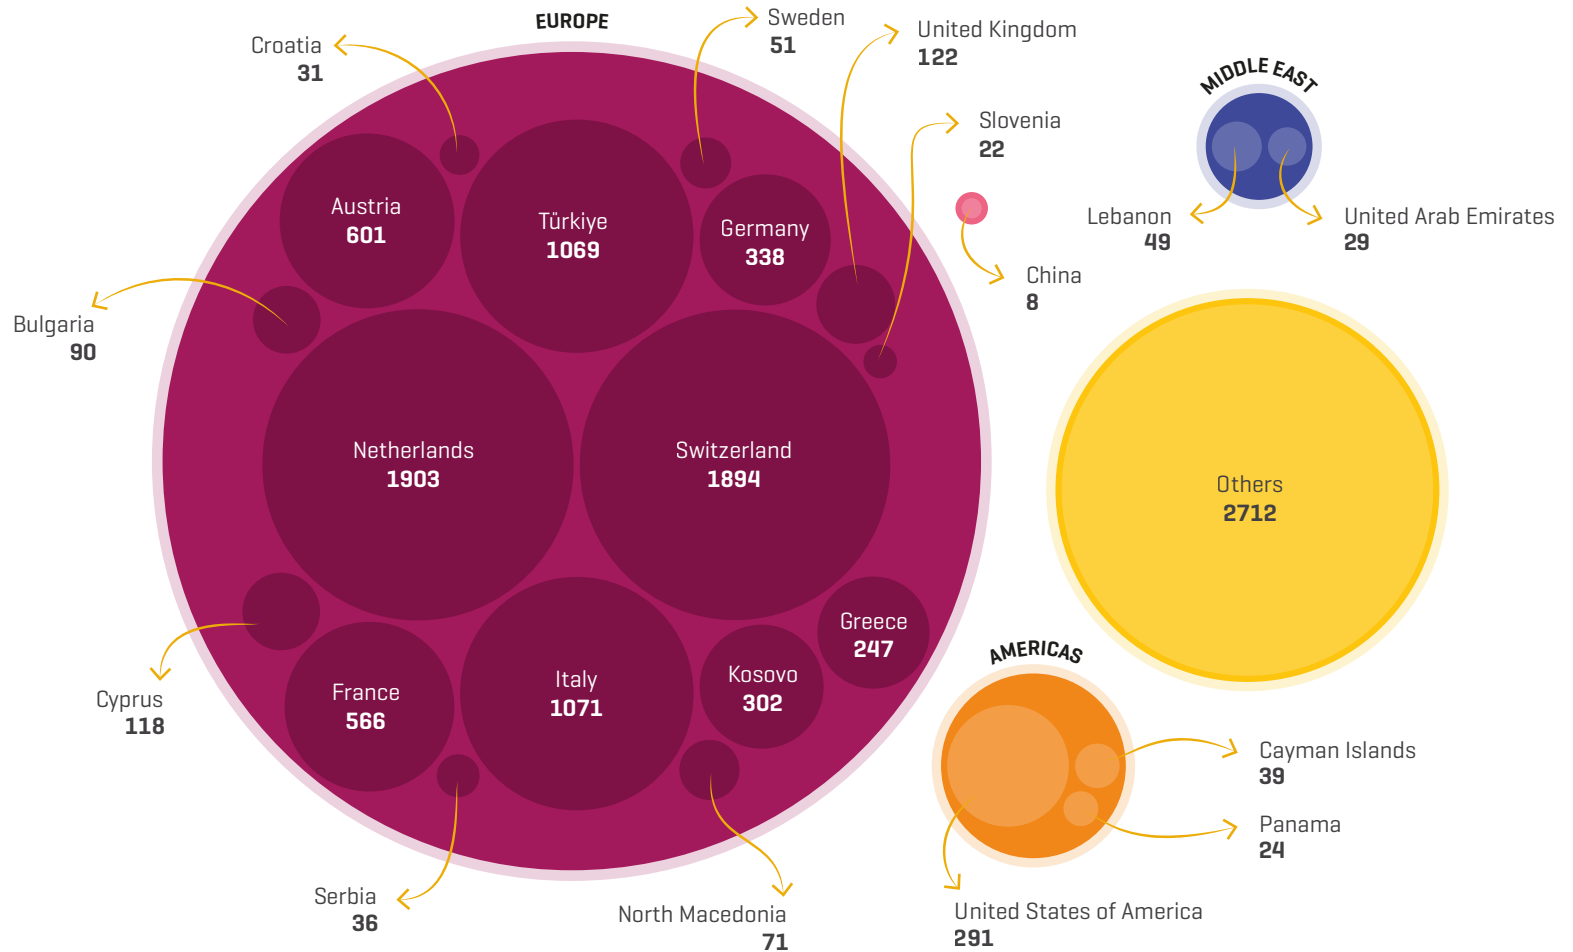 EUROPE
Croatia
31
Sweden
51
United Kingdom
122
Slovenia
22
MIDDLE EAST
Lebanon
49
United Arab Emirates
29
China
8
Austria
601
Türkiye
1069
Germany
338
Bulgaria
90
Netherlands
1903
Switzerland
1894
Others
2712
Cyprus
118
France
566
Italy
1071
Kosovo
302
Greece
247
Serbia
36
North Macedonia
71
AMERICAS
Cayman Islands
39
Panama
24
United States of America
291